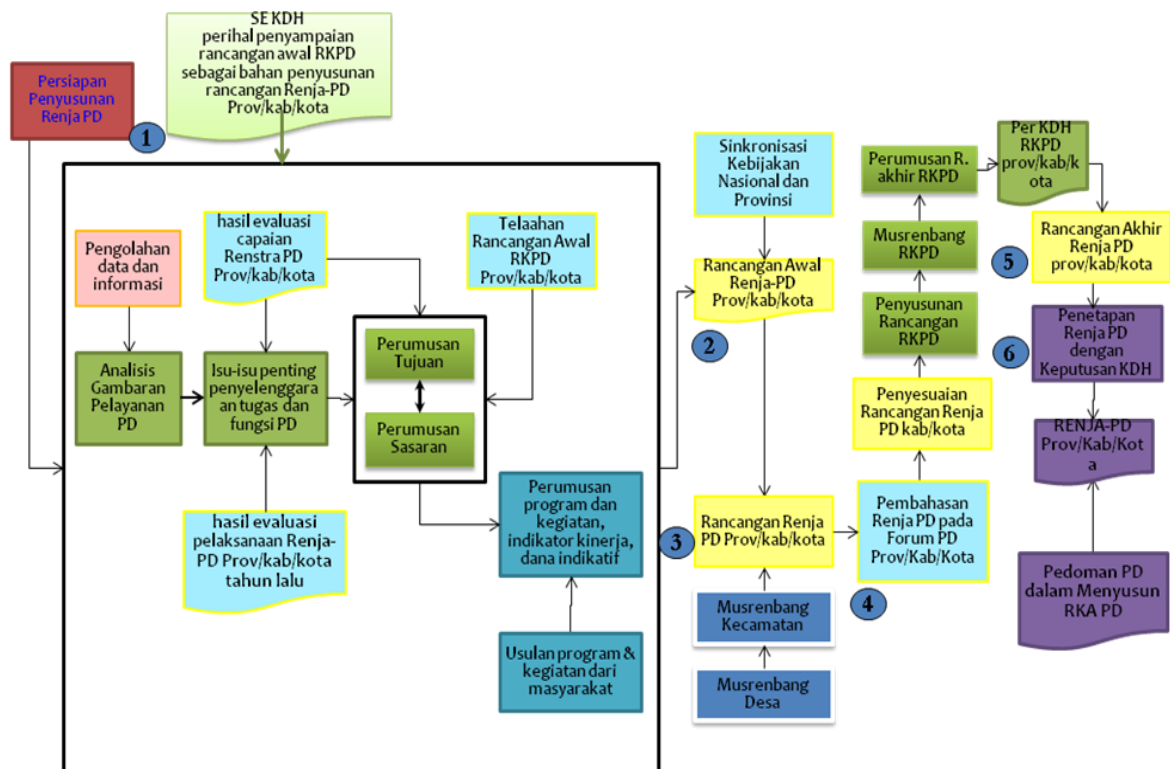 SE KDH
perihal penyampaian
rancangan awal RKPD
sebagai bahan penyusunan
rancangan Renja-PD
Prov/kab/kota
Persiapan
Penyusunan
Renja PD
1
Pengolahan
data dan
informasi
hasil evaluasi
capaian
Renstra PD
Prov/kab/kota
Telaahan
Rancangan Awal
RKPD
Prov/kab/kota
Analisis
Gambaran
Pelayanan
PD
Isu-isu penting
penyelenggar
an tugas dan
fungsi PD
Perumusan
Tujuan
Perumusan
Sasaran
hasil evaluasi
pelaksanaan Renja-
PD Prov/kab/kota
tahun lalu
Perumusan
program dan
kegiatan,
indikator kinerja,
dana indikatif
Usulan program &
kegiatan dari
masyarakat
Sinkronisasi
Kebijakan
Nasional dan
Provinsi
Rancangan Awal
Renja-PD
Prov/kab/kota
2
3
Rancangan Renja
PD Prov/kab/kota
Musrenbang
Kecamatan
Musrenbang
Desa
Perumusan R.
akhir RKPD
Musrenbang
RKPD
Penyusunan
Rancangan
RKPD
Penyesuaian
Rancangan Renja
PD kab/kota
Pembahasan
Renja PD pada
Forum PD
Prov/Kab/Kota
4
Per KDH
RKPD
prov/kab/k
ota
5
Rancangan Akhir
Renja PD
prov/kab/kota
6
Penetapan
Renja PD
dengan
Keputusan KDH
RENJA-PD
Prov/Kab/Kot
a
Pedoman PD
dalam Menyusun
RKA PD